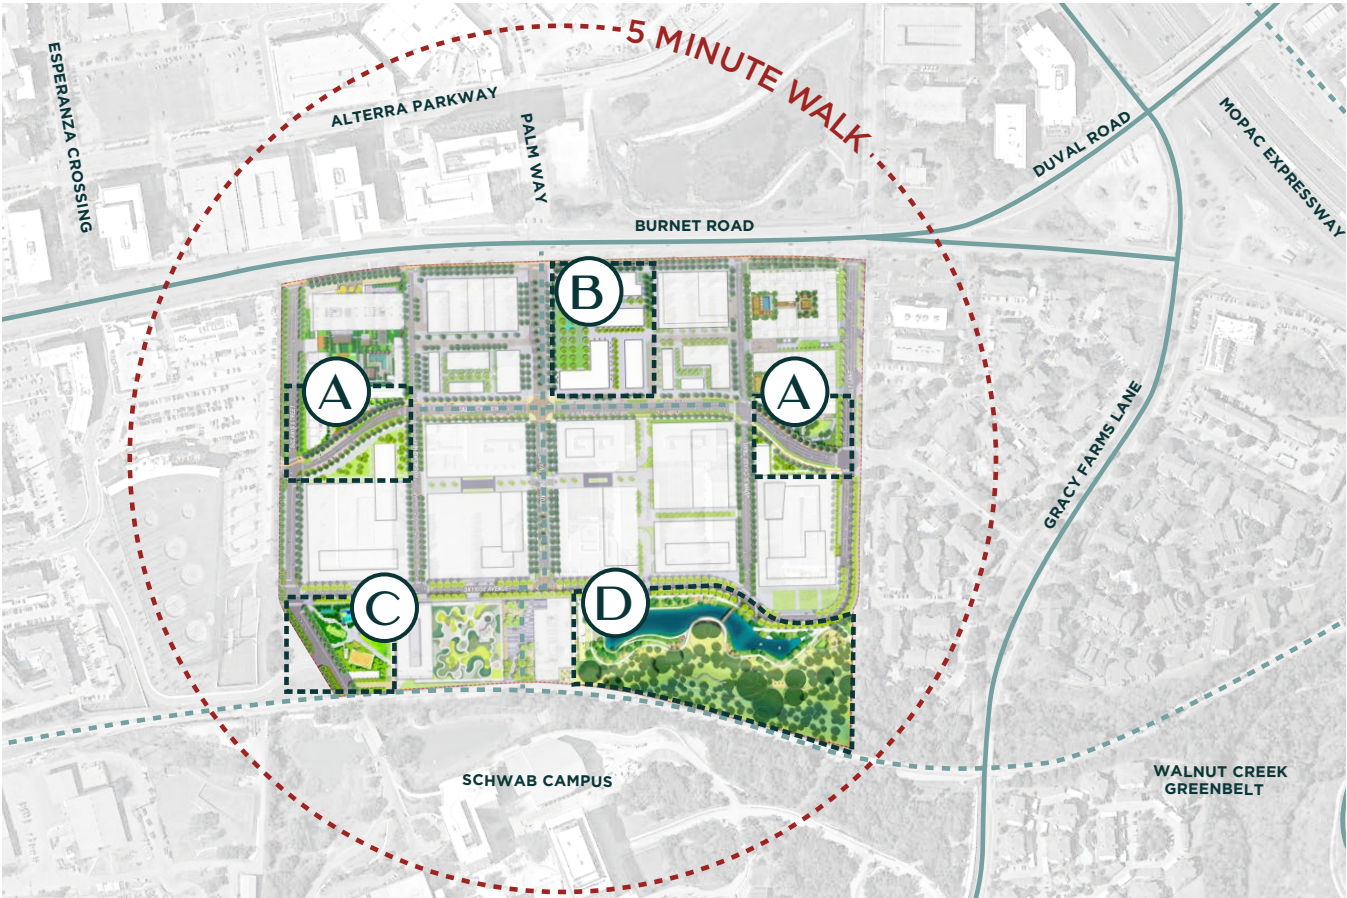 5 MINUTE WALK
ESPERANZA CROSSING
ALTERRA PARKWAY
PALM WAY
DUVAL ROAD
MOPAC EXPRESSWAY
BURNET ROAD
B
A
A
GRACY FARMS LANE
C
D
SCHWAB CAMPUS
WALNUT CREEK
GREENBELT